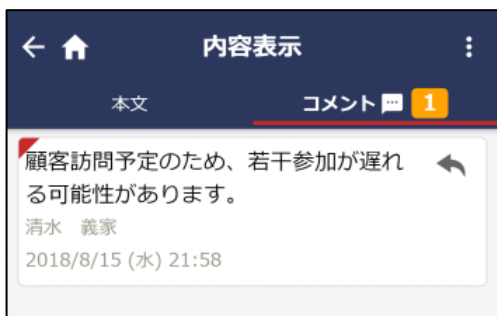 内容表示
本文
コメント 1
顧客訪問予定のため、若干参加が遅れ
る可能性があります。
清水　義家
2018/8/15 (水) 21:58